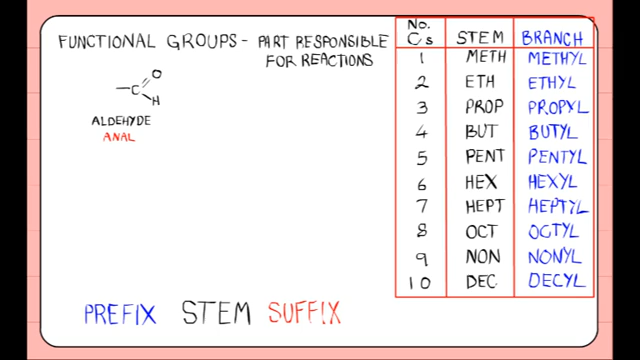 FUNCTIONAL GROUPS - PART RESPONSIBLE
FOR REACTIONS
O
C
H
ALDEHYDE
ANAL
No.
Cs STEM BRANCH
1 METH METHYL
2 ETH ETHYL
3 PROP PROPYL
4 BUT BUTYL
5 PENT PENTYL
6 HEX HEXYL
7 HEPT HEPTYL
8 OCT OCTYL
9 NON NONYL
10 DEC DECYL
PREFIX STEM SUFFIX